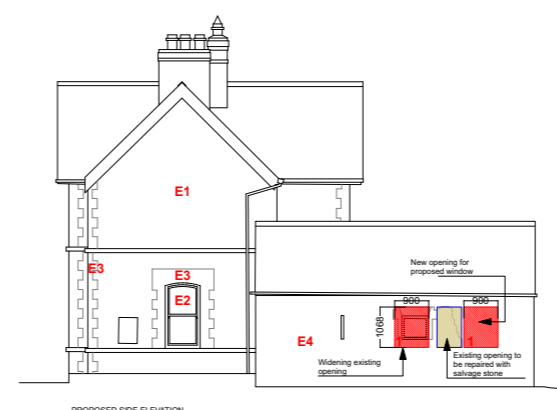 E1
E3
E3
E2
E4
New opening for
proposed window
900
900
1068
1
1
Widening existing
opening
Existing opening to
be repaired with
salvage stone
PROPOSED SIDE ELEVATION